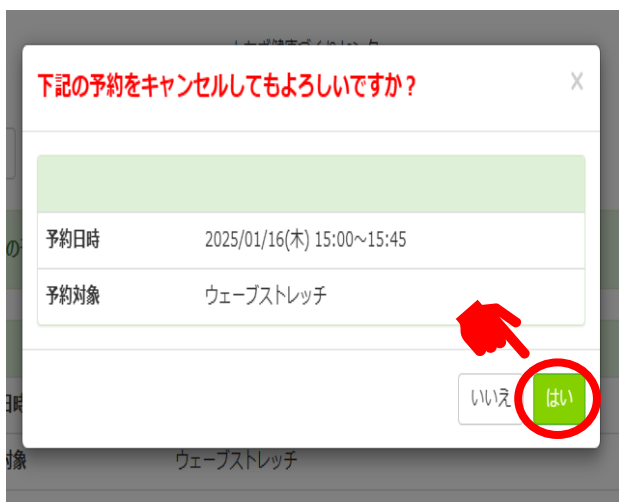 下記の予約をキャンセルしてもよろしいですか？
×
予約日時 2025/01/16(木) 15:00～15:45
予約対象 ウェーブストレッチ
いいえ はい
ウェーブストレッチ